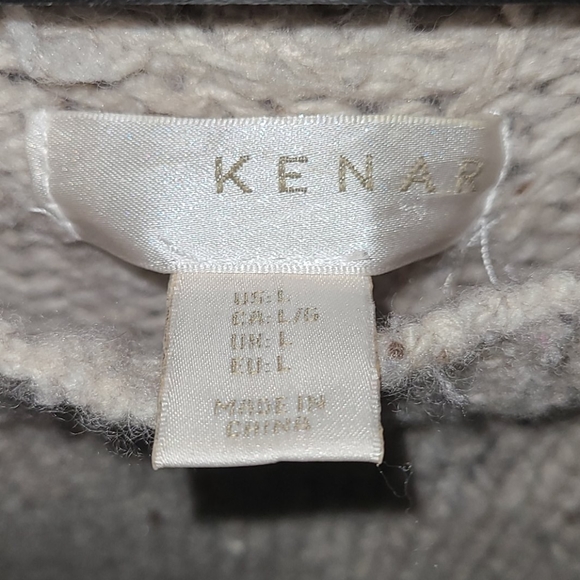 KENAR
US: L
CA: L/G
UK: L
EU: L
MADE IN
CHINA